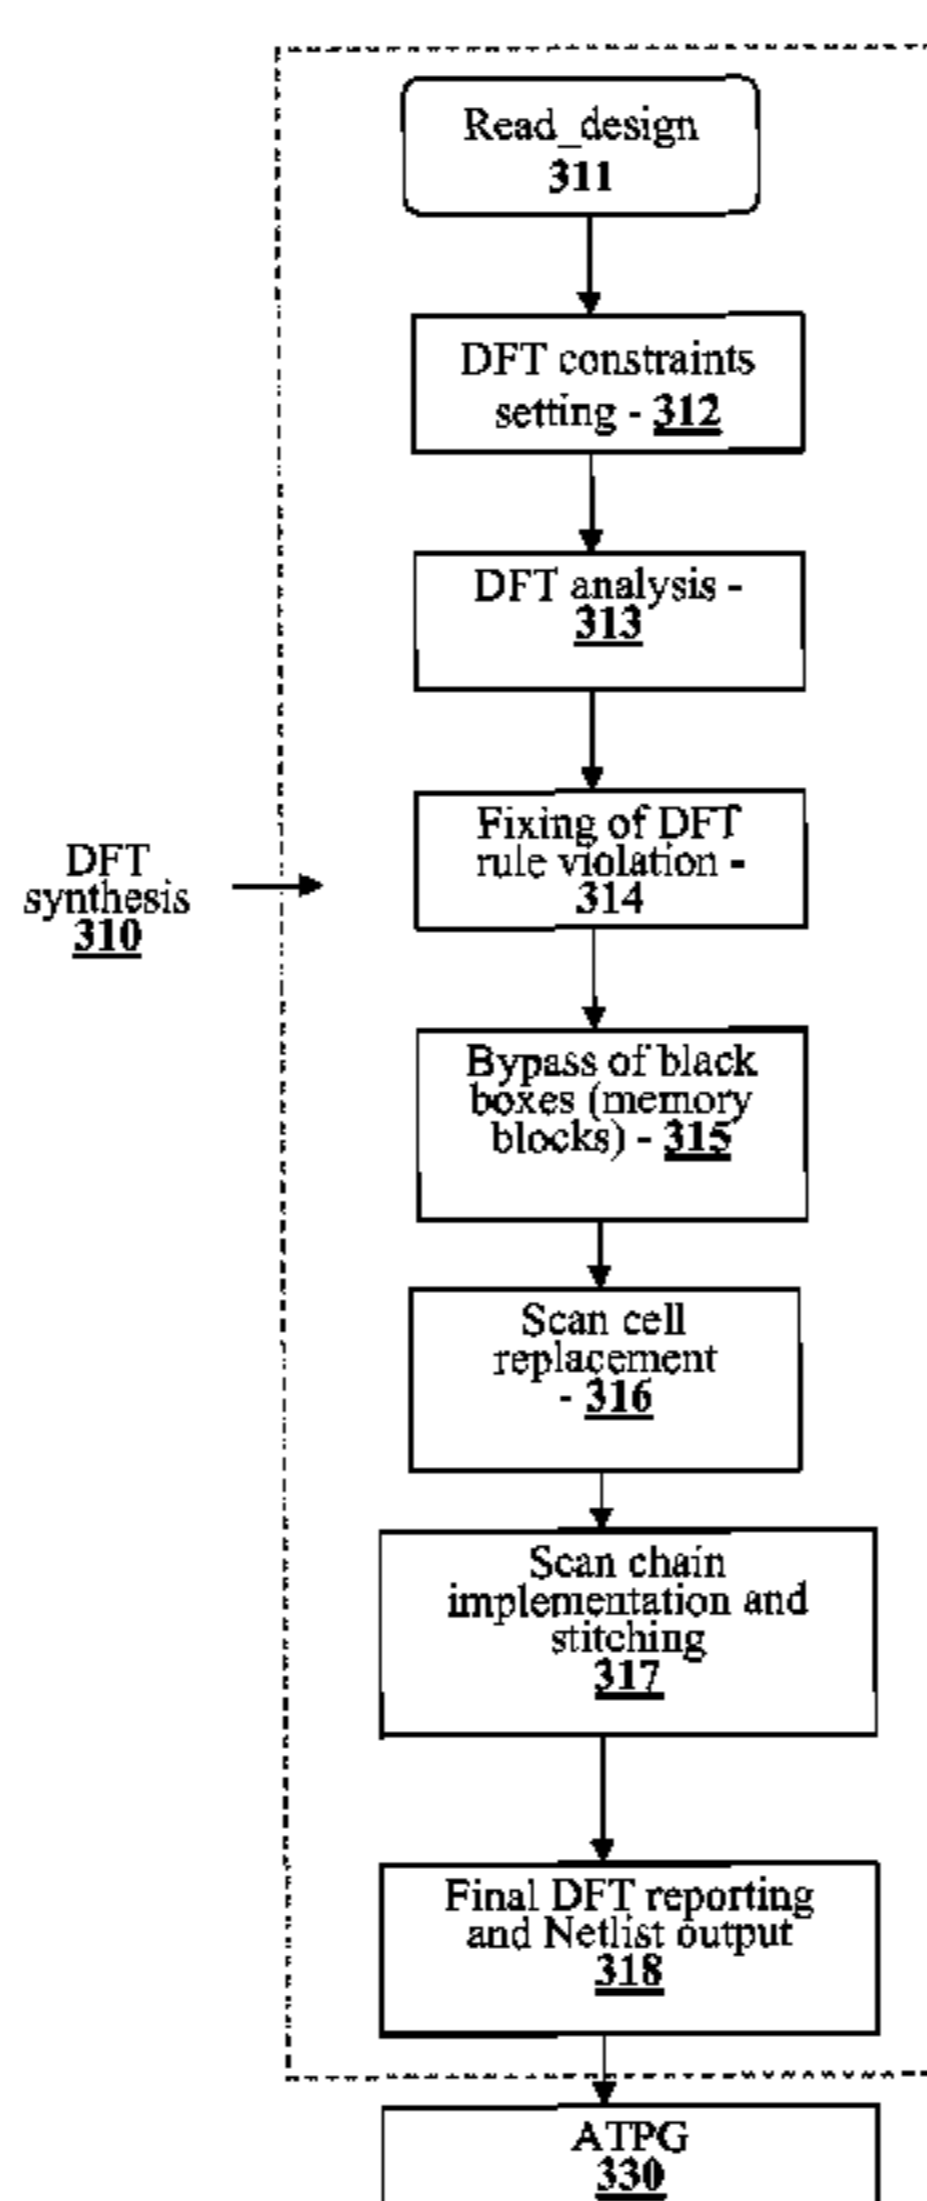 Read_design
311
DFT constraints
setting - 312
DFT analysis -
313
Fixing of DFT
rule violation -
314
DFT
synthesis
310
Bypass of black
boxes (memory
blocks) - 315
Scan cell
replacement
- 316
Scan chain
implementation and
stitching
317
Final DFT reporting
and Netlist output
318
ATPG
330